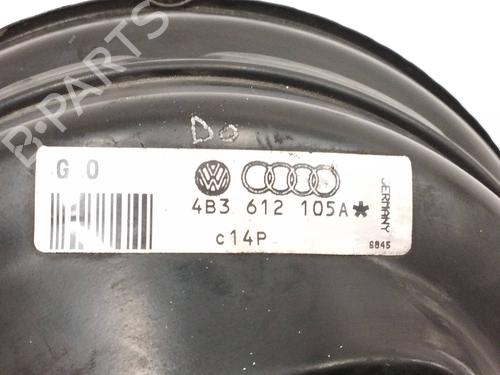 B-PARTS
Do
G 0
4B3 612 105A*
c14P
GERMANY
6845